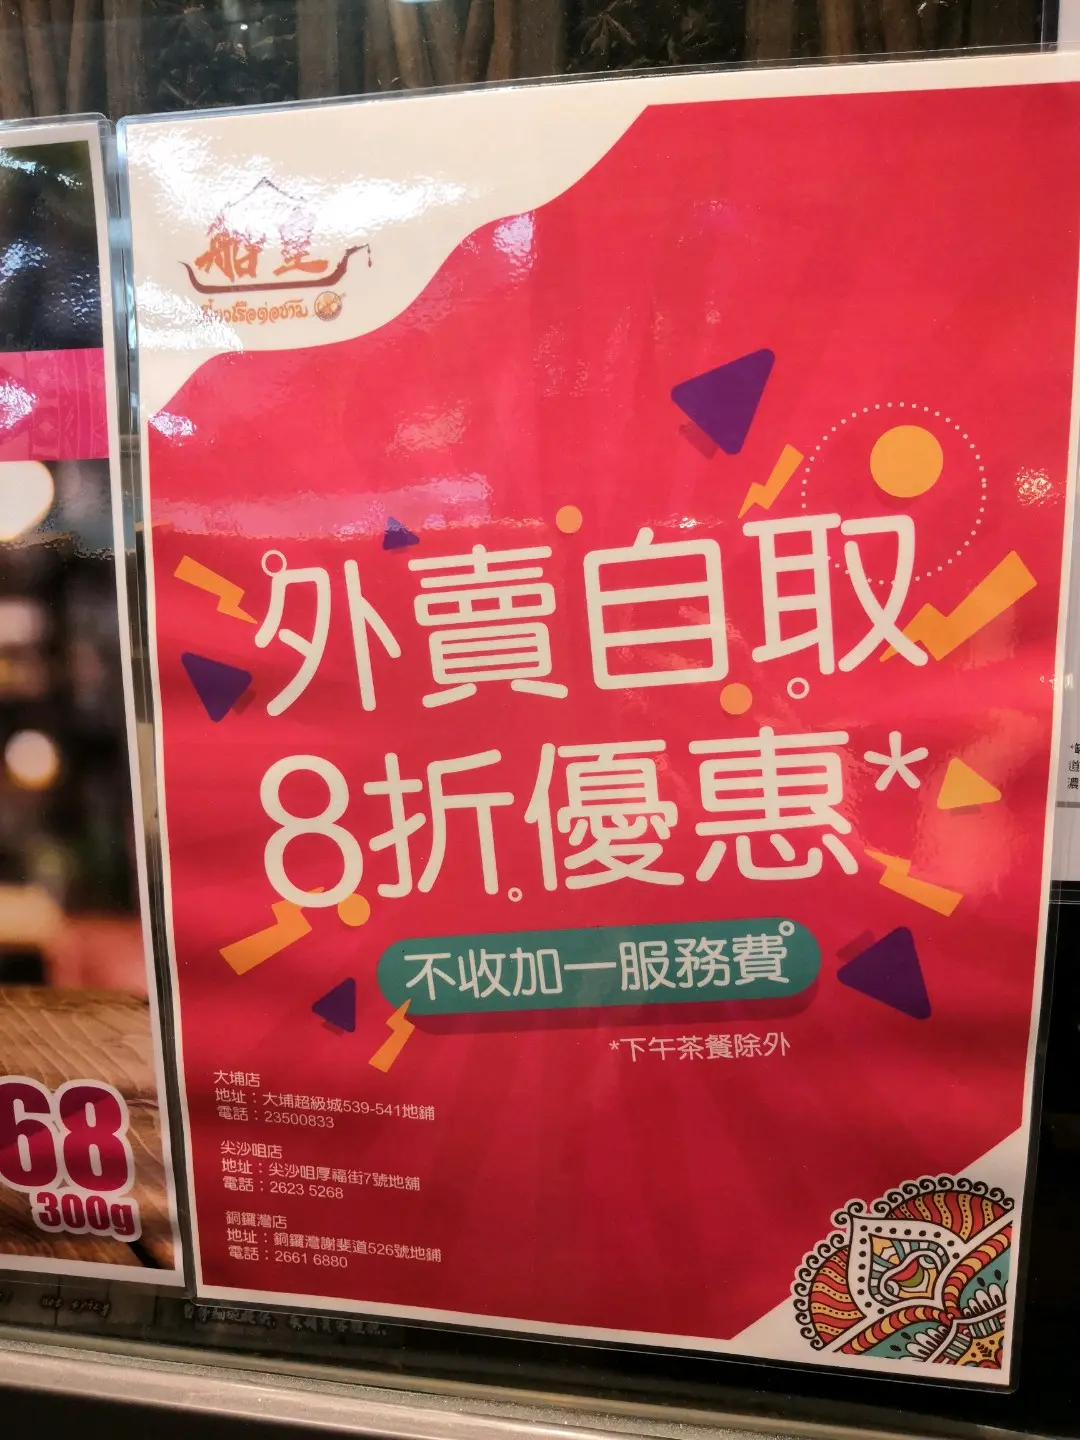 船皇
外賣自取
8折優惠*
不收加一服務費
*下午茶餐除外
大埔店
地址：大埔超級城539-541地鋪
電話：23500833
尖沙咀店
地址：尖沙咀厚福街7號地舖
電話：2623 5268
銅鑼灣店
地址：銅鑼灣謝斐道526號地舖
電話：2661 6880
68
300g